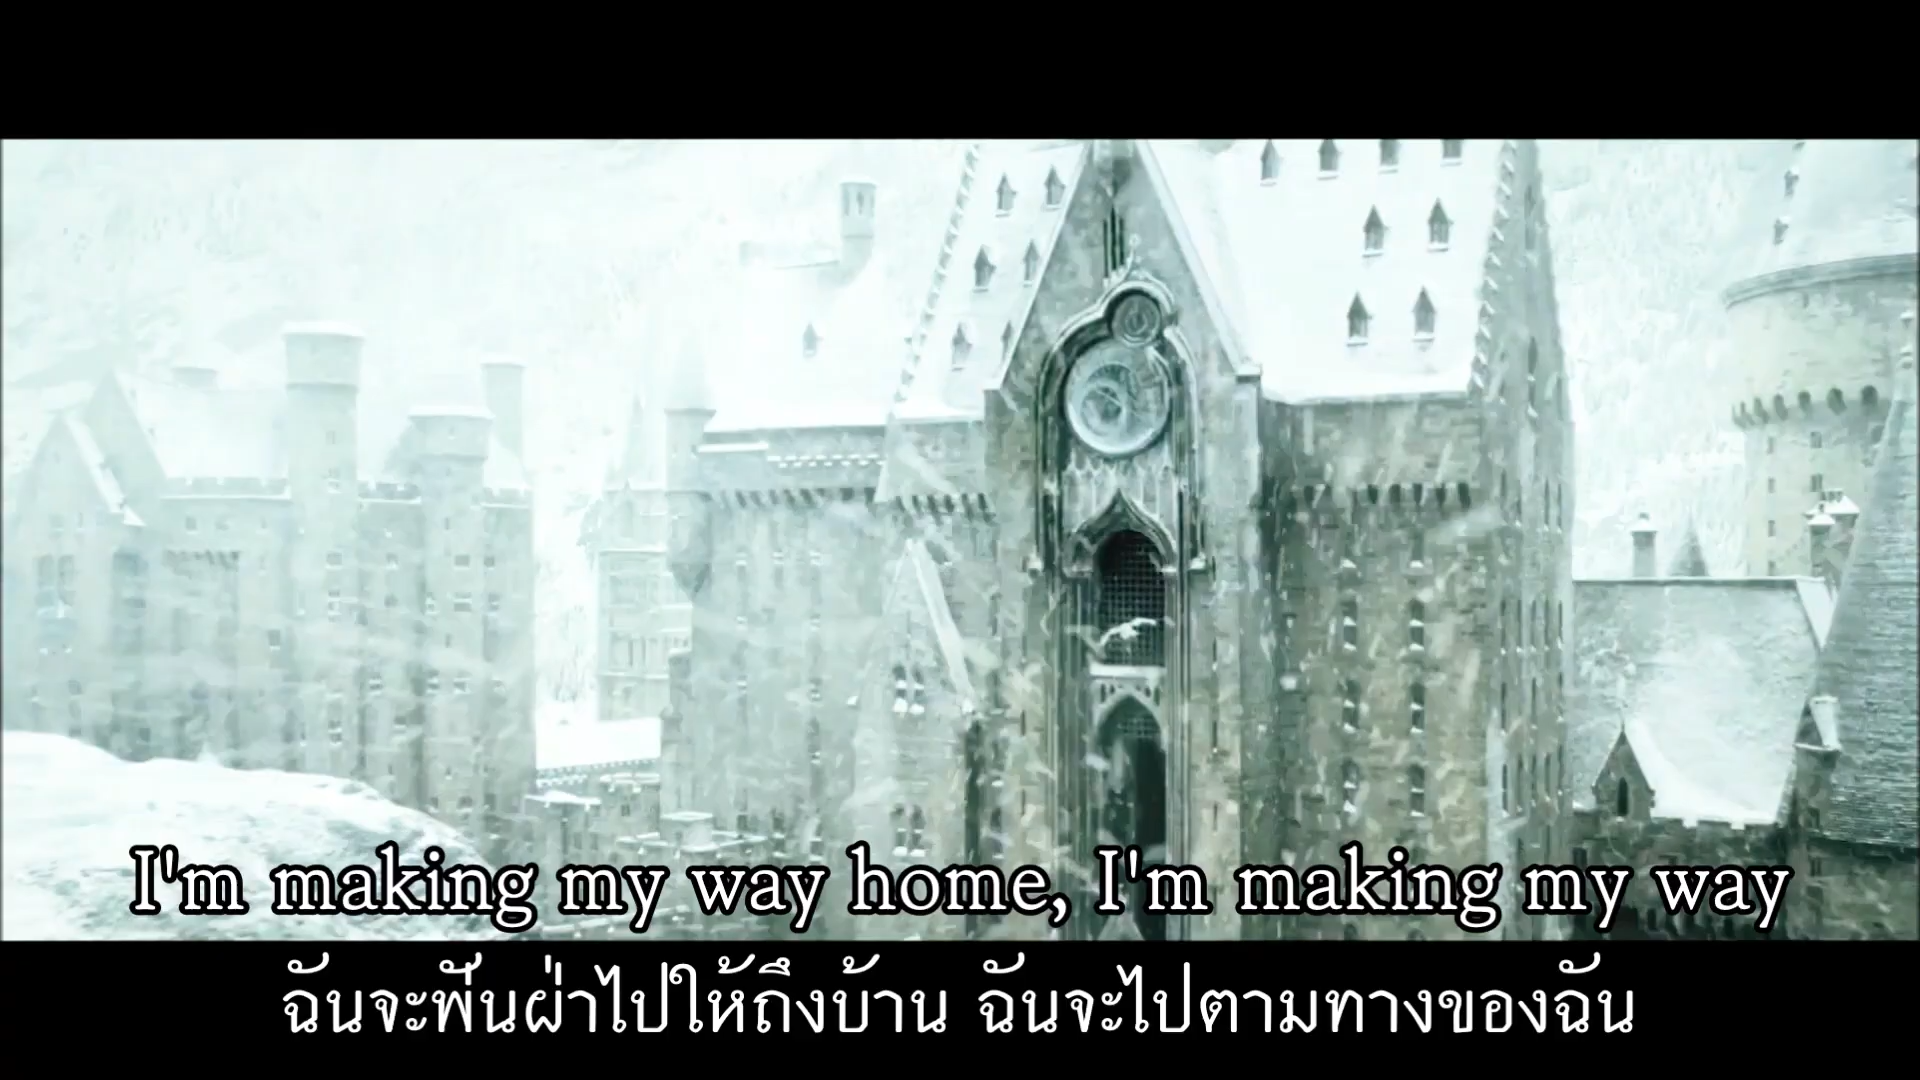 I'm making my way home, I'm making my way
ฉันจะฟันฝ่าไปให้ถึงบ้าน ฉันจะไปตามทางของฉัน